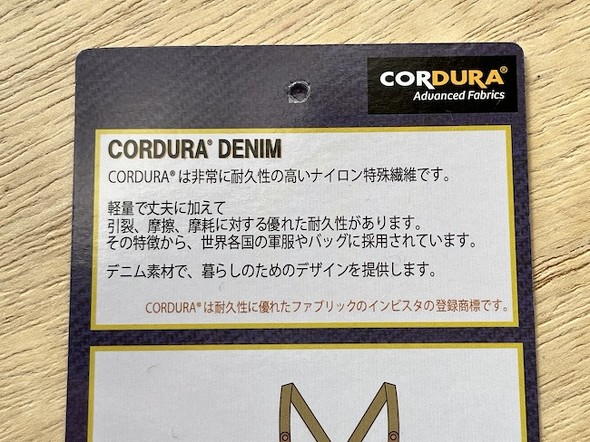 CORDURA®
Advanced Fabrics
CORDURA® DENIM
CORDURA®は非常に耐久性の高いナイロン特殊繊維です。
軽量で丈夫に加えて
引裂、摩擦、摩耗に対する優れた耐久性があります。
その特徴から、世界各国の軍服やバッグに採用されています。
デニム素材で、暮らしのためのデザインを提供します。
CORDURA®は耐久性に優れたファブリックのインビスタの登録商標です。